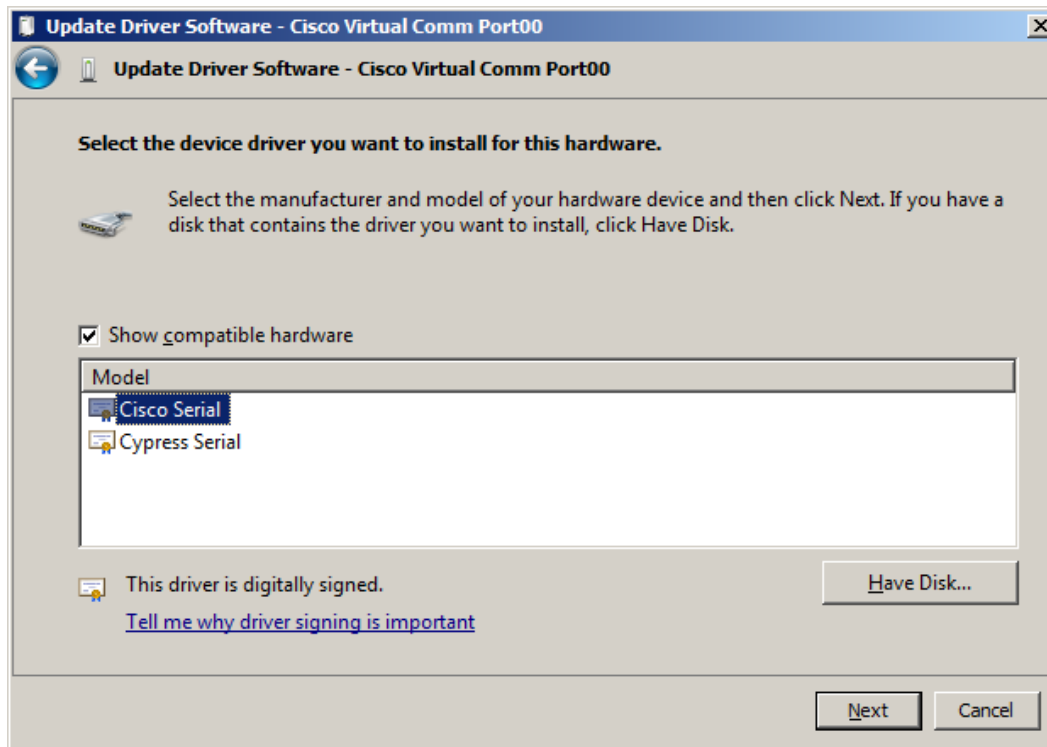 Update Driver Software - Cisco Virtual Comm Port00
Update Driver Software - Cisco Virtual Comm Port00
Select the device driver you want to install for this hardware.
Select the manufacturer and model of your hardware device and then click Next. If you have a
disk that contains the driver you want to install, click Have Disk.
Show compatible hardware
Model
Cisco Serial
Cypress Serial
This driver is digitally signed.
Have Disk...
Tell me why driver signing is important
Next
Cancel